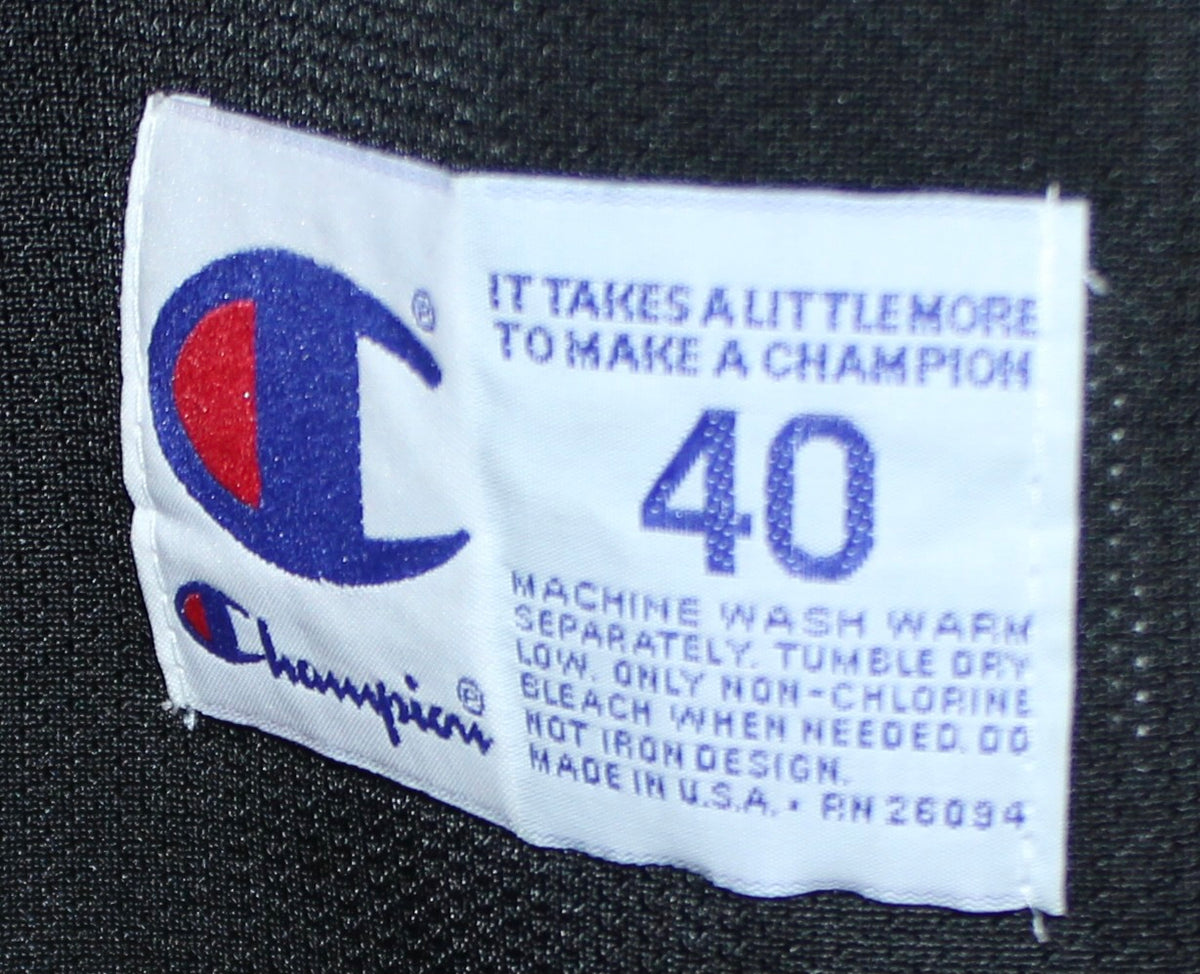 Champion
IT TAKES A LITTLE MORE
TO MAKE A CHAMPION
40
MACHINE WASH WARM
SEPARATELY. TUMBLE DRY
LOW. ONLY NON-CHLORINE
BLEACH WHEN NEEDED. DO
NOT IRON DESIGN.
MADE IN U.S.A. • RN 26094